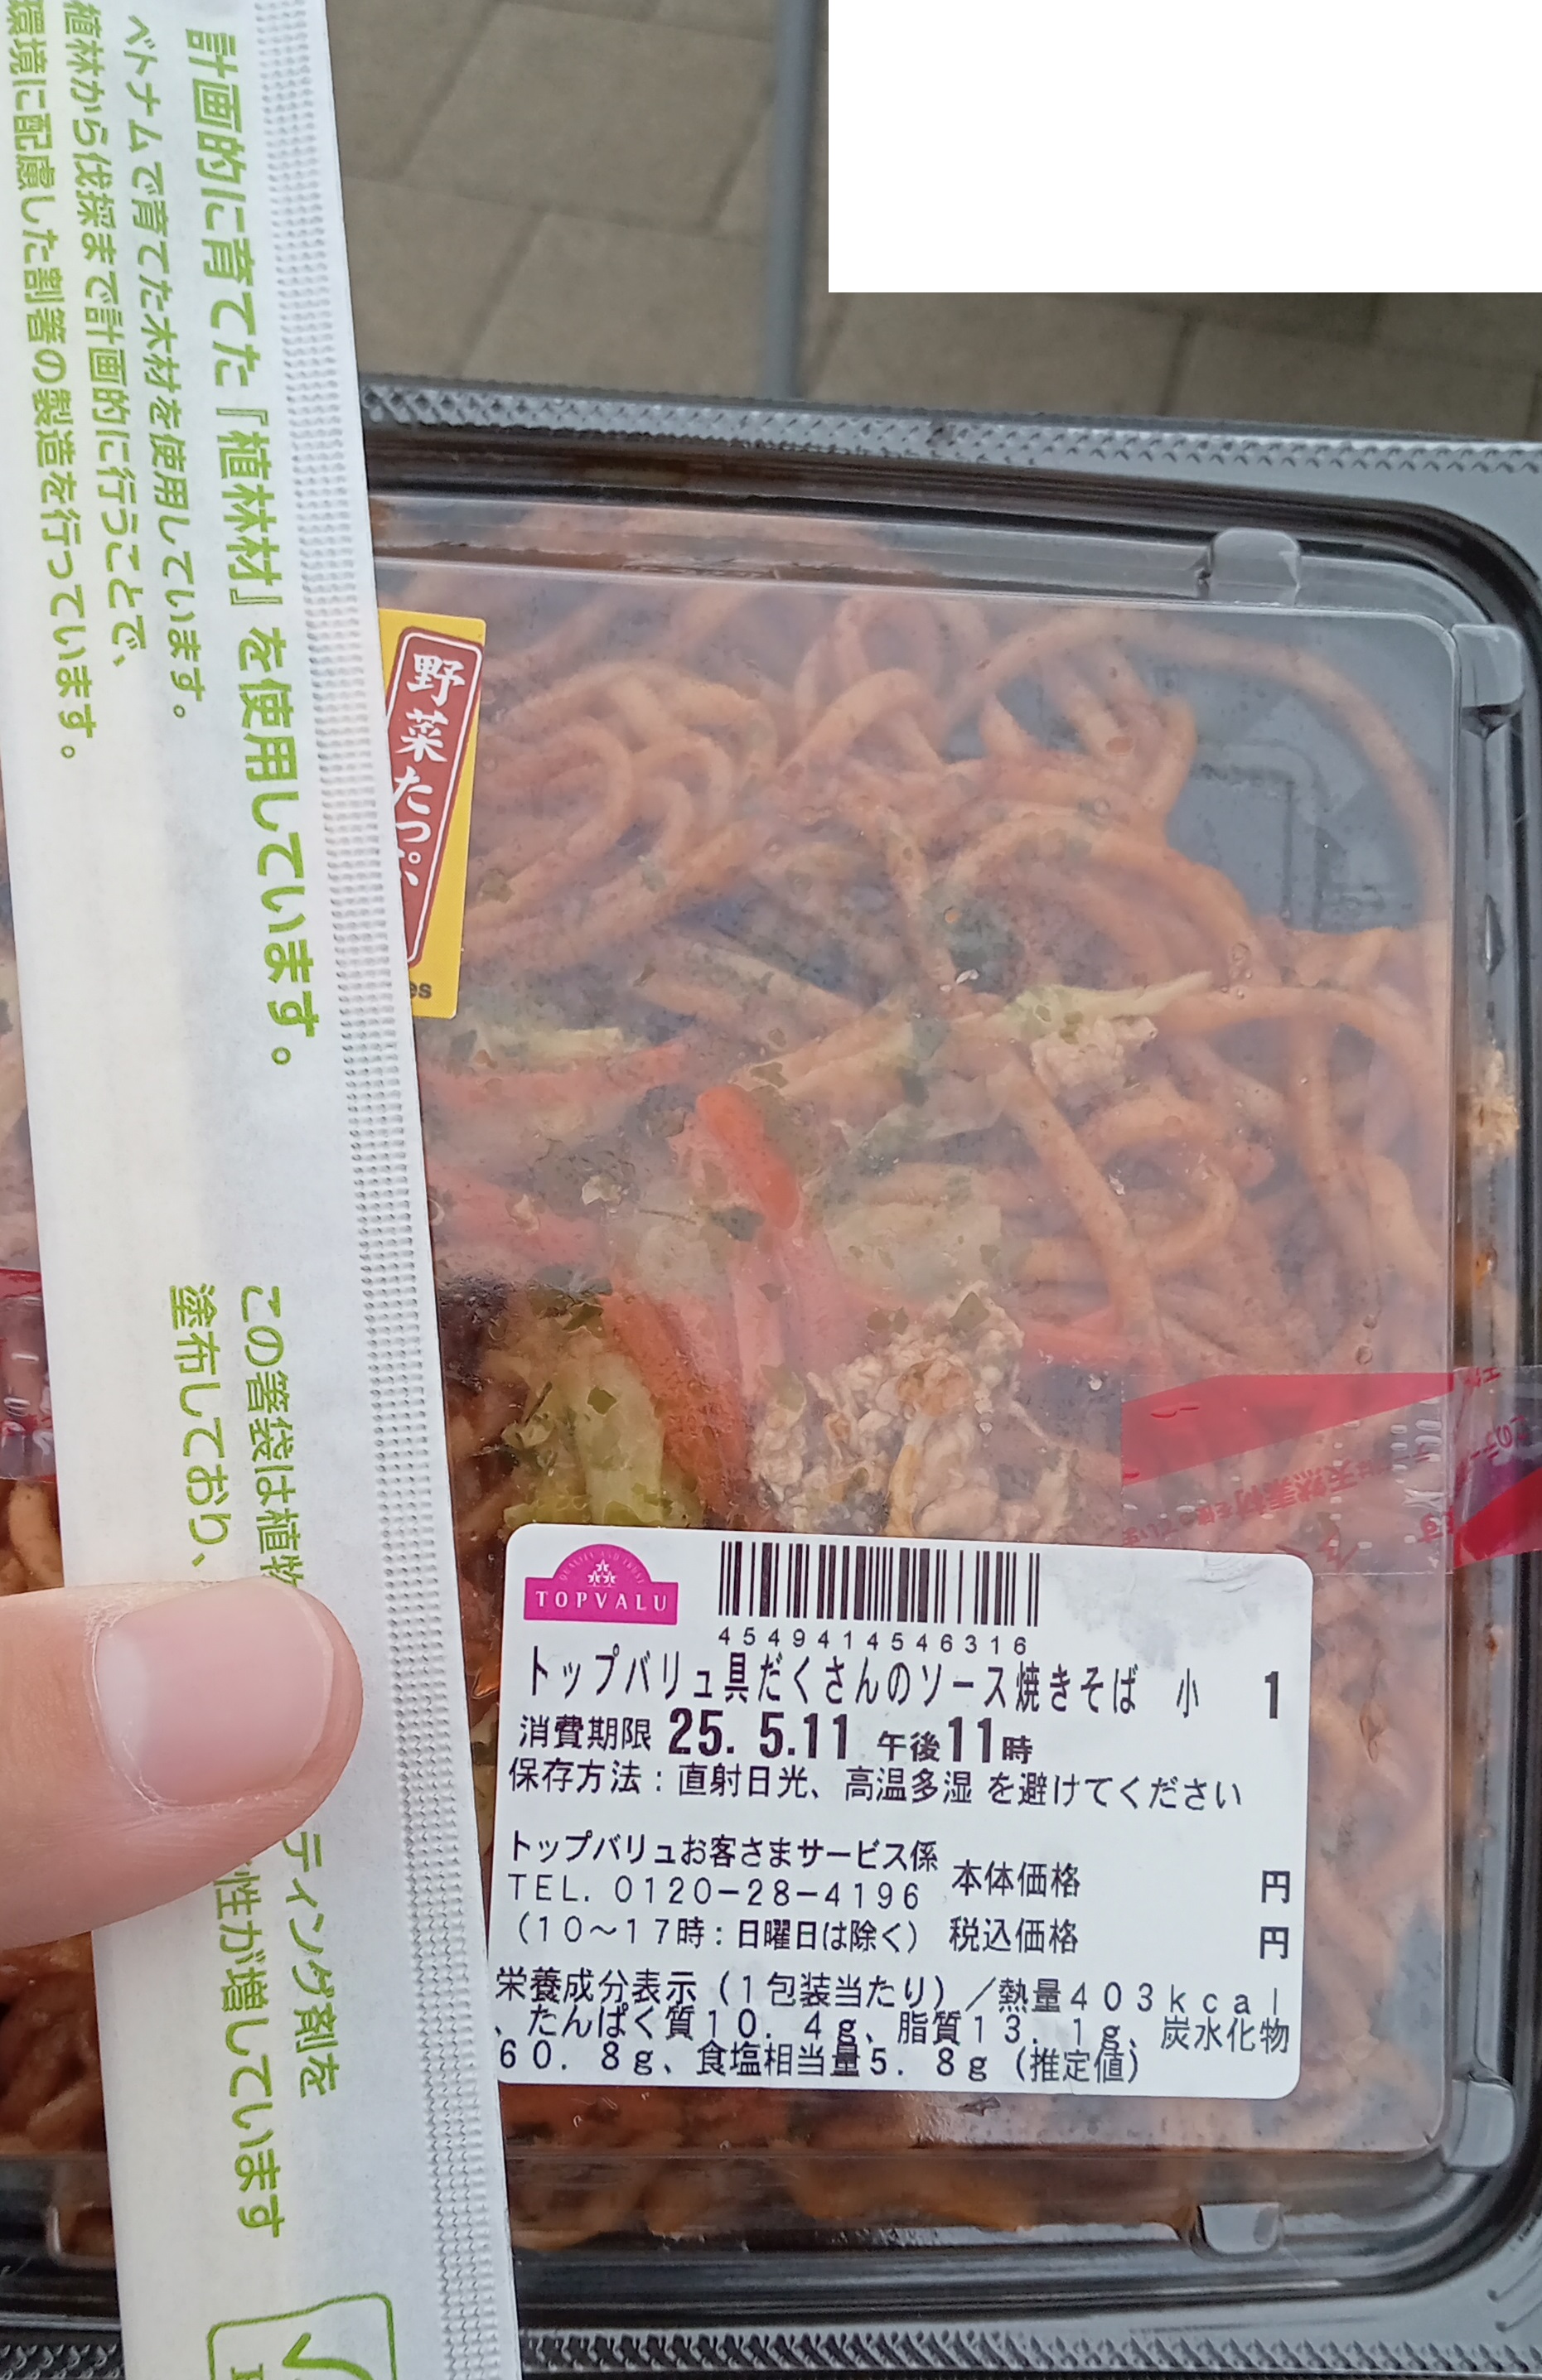 計画的に育てた『植林材』を使用しています。
ベトナムで育てた木材を使用しています。
植林から伐採まで計画的に行うことで、
環境に配慮した割箸の製造を行っています。
この箸袋は植物
ティング剤を
塗布しており、
性が増しています
野菜たっぷ
es
QUALITY AND TRUST
TOPVALU
4549414546316
トップバリュ具だくさんのソース焼きそば 小 1
消費期限 25. 5.11 午後11時
保存方法:直射日光、高温多湿 を避けてください
トップバリュお客さまサービス係
TEL. 0120-28-4196
(10~17時:日曜日は除く)
本体価格 円
税込価格 円
栄養成分表示(1包装当たり)/熱量403kcal
、たんぱく質10. 4g、脂質13. 1g、炭水化物
60. 8g、食塩相当量5. 8g(推定値)